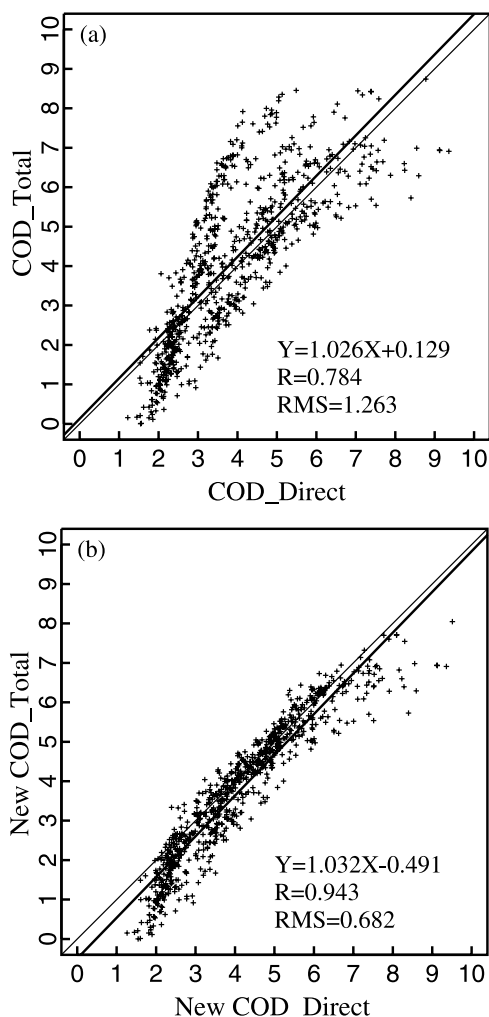 (a)
10
9
8
7
6
5
4
3
2
1
0
COD_Total
Y=1.026X+0.129
R=0.784
RMS=1.263
0 1 2 3 4 5 6 7 8 9 10
COD_Direct
(b)
10
9
8
7
6
5
4
3
2
1
0
New COD_Total
Y=1.032X-0.491
R=0.943
RMS=0.682
0 1 2 3 4 5 6 7 8 9 10
New COD_Direct